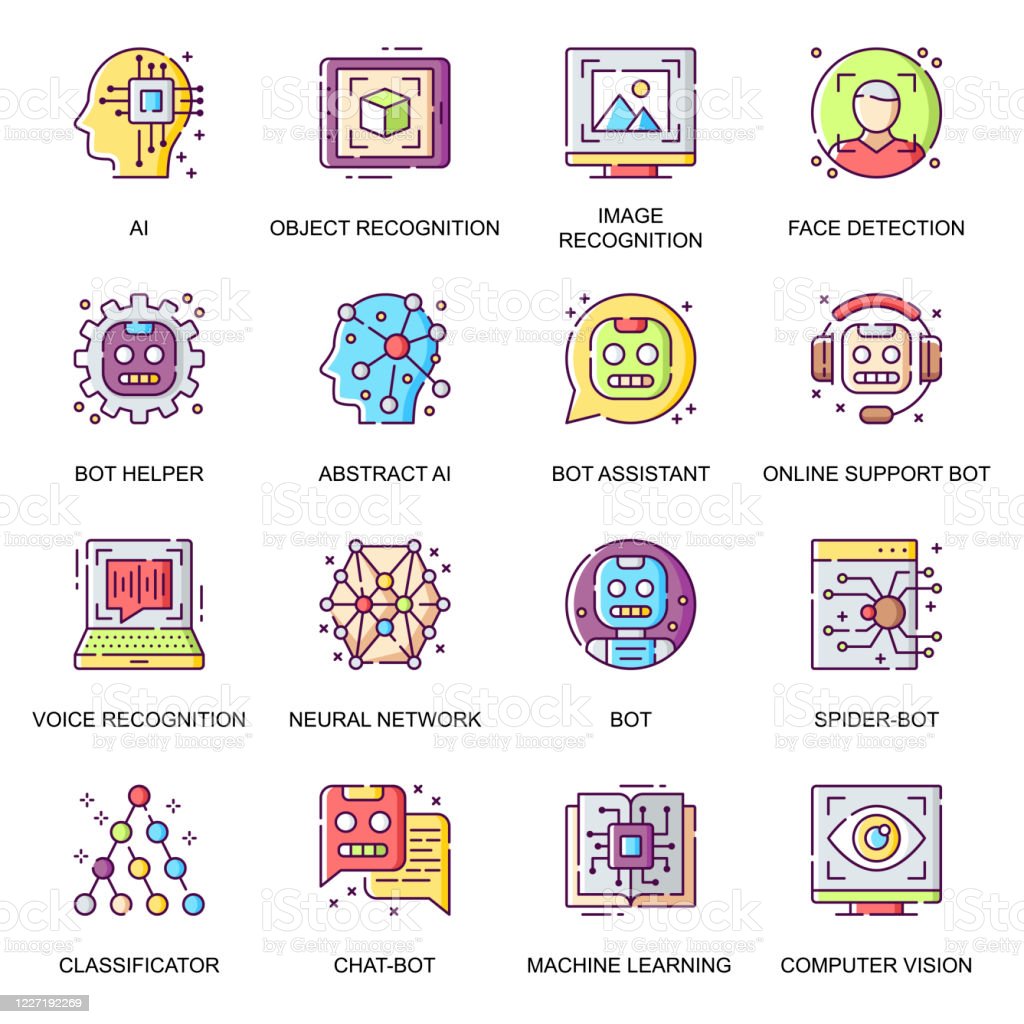 iStock
by Getty Images™
AI
OBJECT RECOGNITION
IMAGE
RECOGNITION
FACE DETECTION
BOT HELPER
ABSTRACT AI
BOT ASSISTANT
ONLINE SUPPORT BOT
VOICE RECOGNITION
NEURAL NETWORK
BOT
SPIDER-BOT
CLASSIFICATOR
CHAT-BOT
MACHINE LEARNING
COMPUTER VISION
1227192269